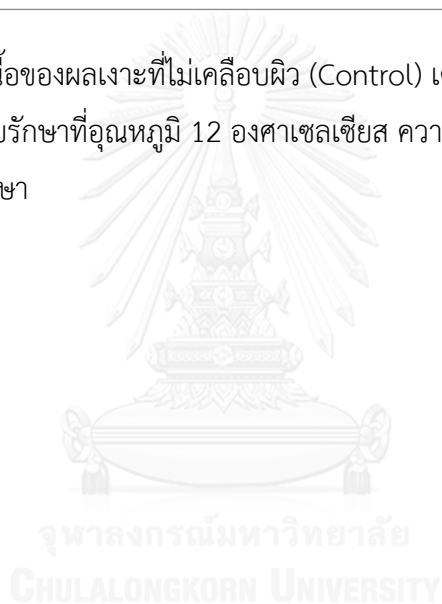 นื้อของผลเงาะที่ไม่เคลือบผิว (Control) เ
บรักษาที่อุณหภูมิ 12 องศาเซลเซียส ควา
ษา
จุฬาลงกรณ์มหาวิทยาลัย
CHULALONGKORN UNIVERSITY